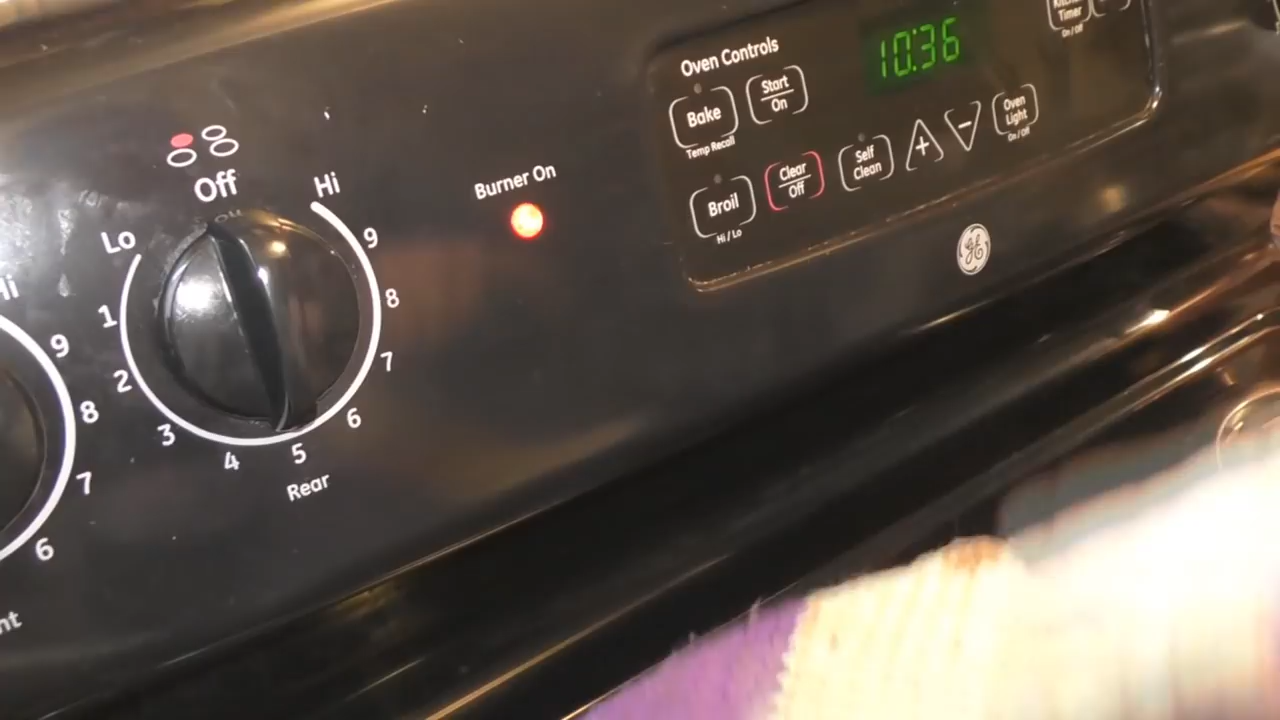 Oven Controls
10:36
Kitchen
Timer
On / Off
Bake
Temp Recall
Start
On
Broil
Hi / Lo
Clear
Off
Self
Clean
+
-
Oven
Light
On / Off
GE
Burner On
Off
Lo
Hi
9
8
7
6
5
4
3
2
1
Rear
Hi
9
8
7
6